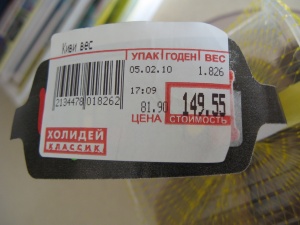 Киви вес
УПАК ГОДЕН ВЕС
05.02.10 1.826
17:09
2194478 018262
81.90 149.55
ЦЕНА СТОИМОСТЬ
ХОЛИДЕЙ
КЛАССИК